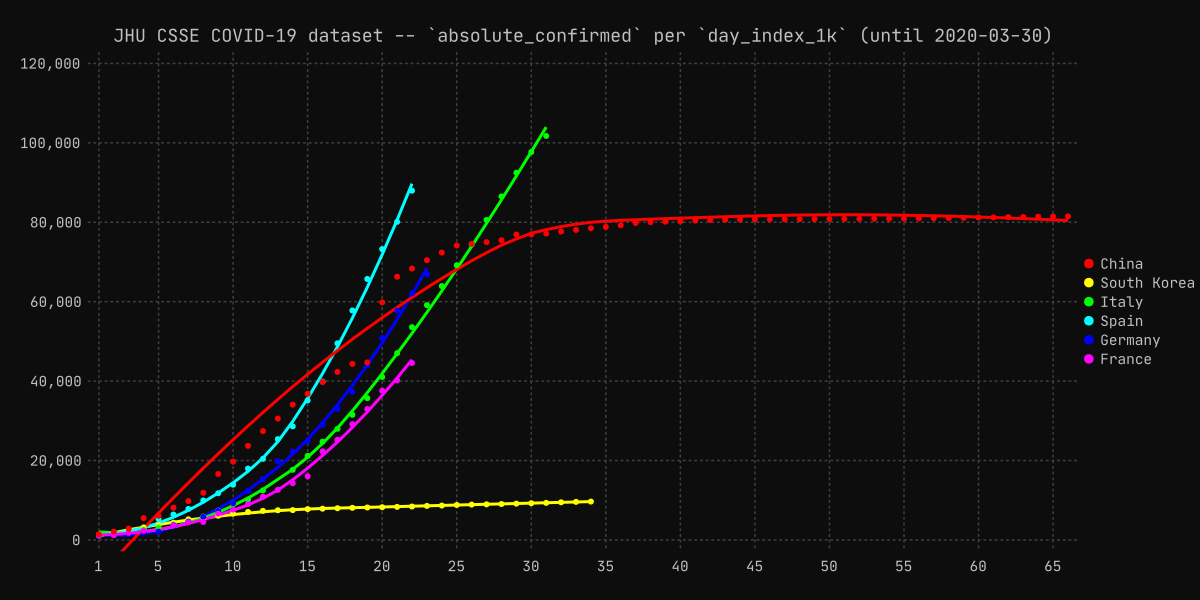 JHU CSSE COVID-19 dataset -- `absolute_confirmed` per `day_index_1k` (until 2020-03-30)
120,000
100,000
80,000
60,000
40,000
20,000
0
1 5 10 15 20 25 30 35 40 45 50 55 60 65
China
South Korea
Italy
Spain
Germany
France